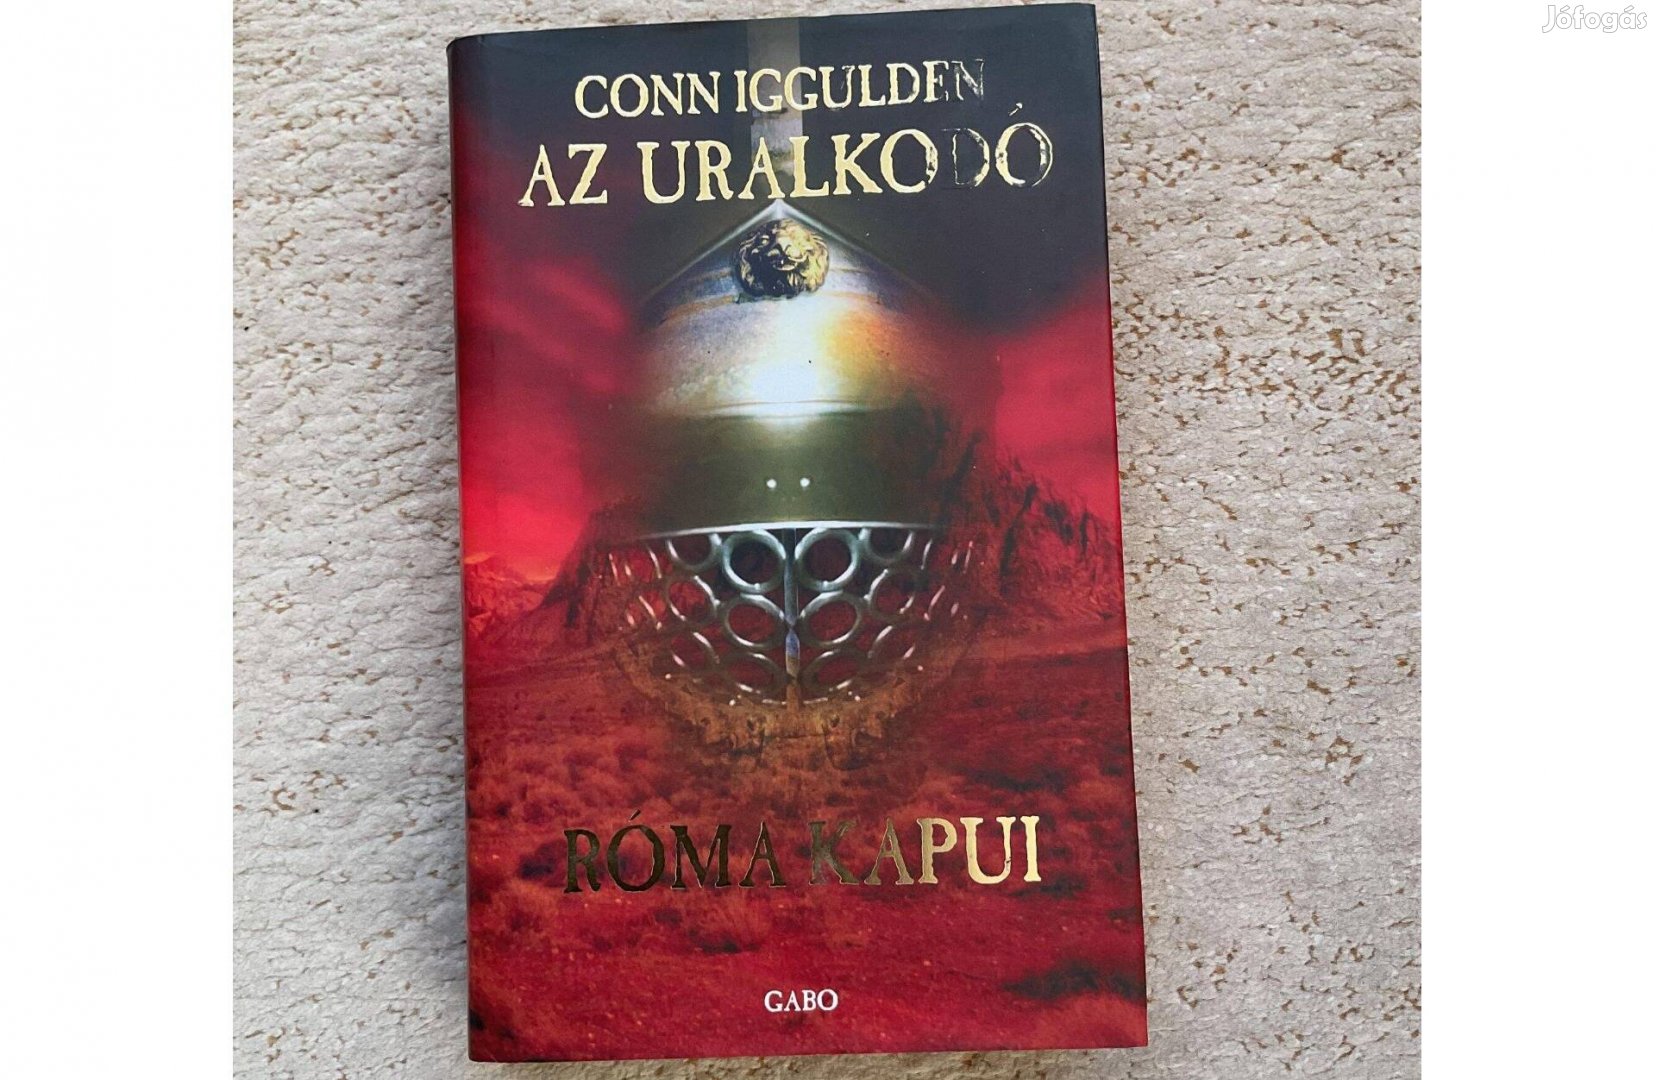 Jófogás
CONN IGGULDEN
AZ URALKODÓ
RÓMA KAPUI
GABO